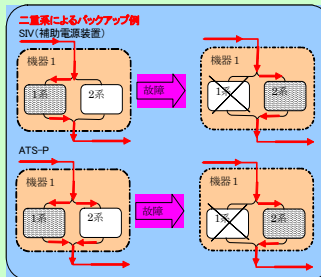 二重系によるバックアップ例
SIV(補助電源装置)
機器1
1系
2系
故障
機器1
1系
2系
ATS-P
機器1
1系
2系
故障
機器1
1系
2系